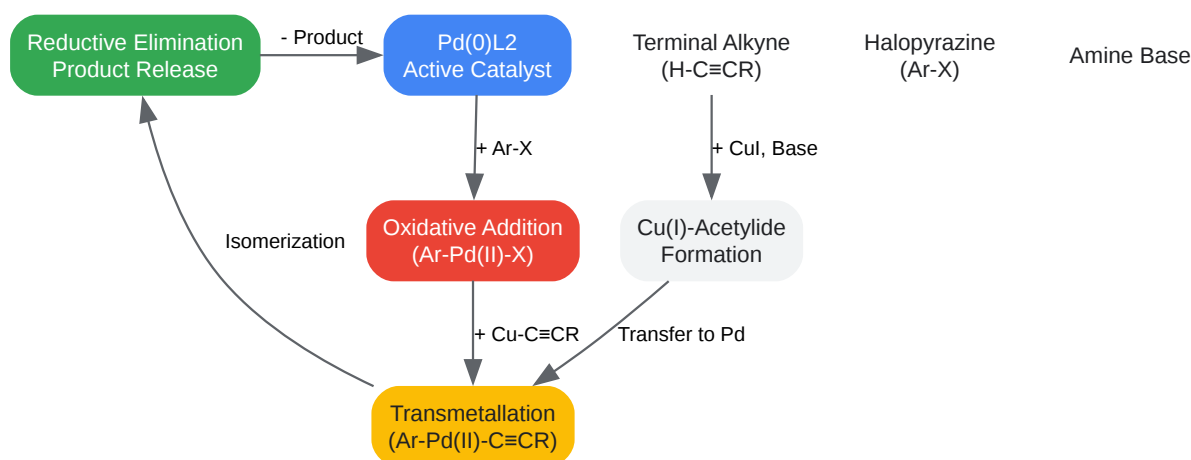 Reductive Elimination
Product Release
- Product
Pd(0)L2
Active Catalyst
Terminal Alkyne
(H-C≡CR)
Halopyrazine
(Ar-X)
Amine Base
+ Ar-X
+ CuI, Base
Oxidative Addition
(Ar-Pd(II)-X)
Cu(I)-Acetylide
Formation
Isomerization
+ Cu-C≡CR
Transfer to Pd
Transmetallation
(Ar-Pd(II)-C≡CR)